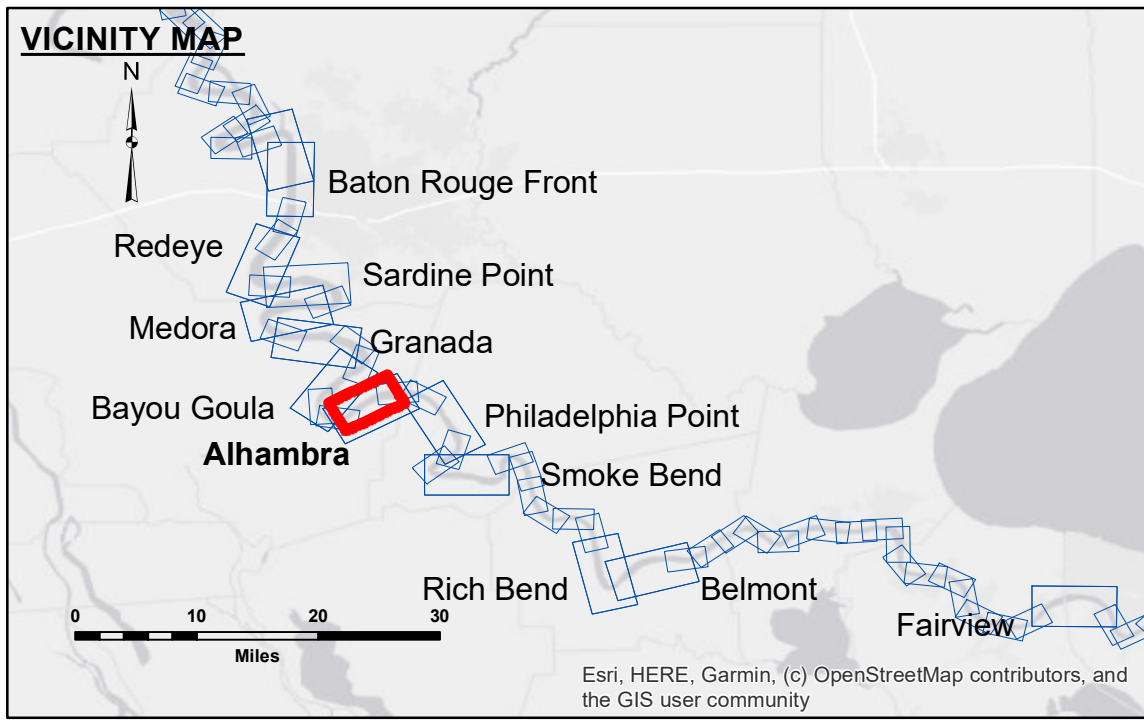 VICINITY MAP
N
Baton Rouge Front
Redeye
Sardine Point
Medora
Granada
Bayou Goula
Philadelphia Point
Alhambra
Smoke Bend
Rich Bend
Belmont
Fairview
0 10 20 30
Miles
Esri, HERE, Garmin, (c) OpenStreetMap contributors, and
the GIS user community